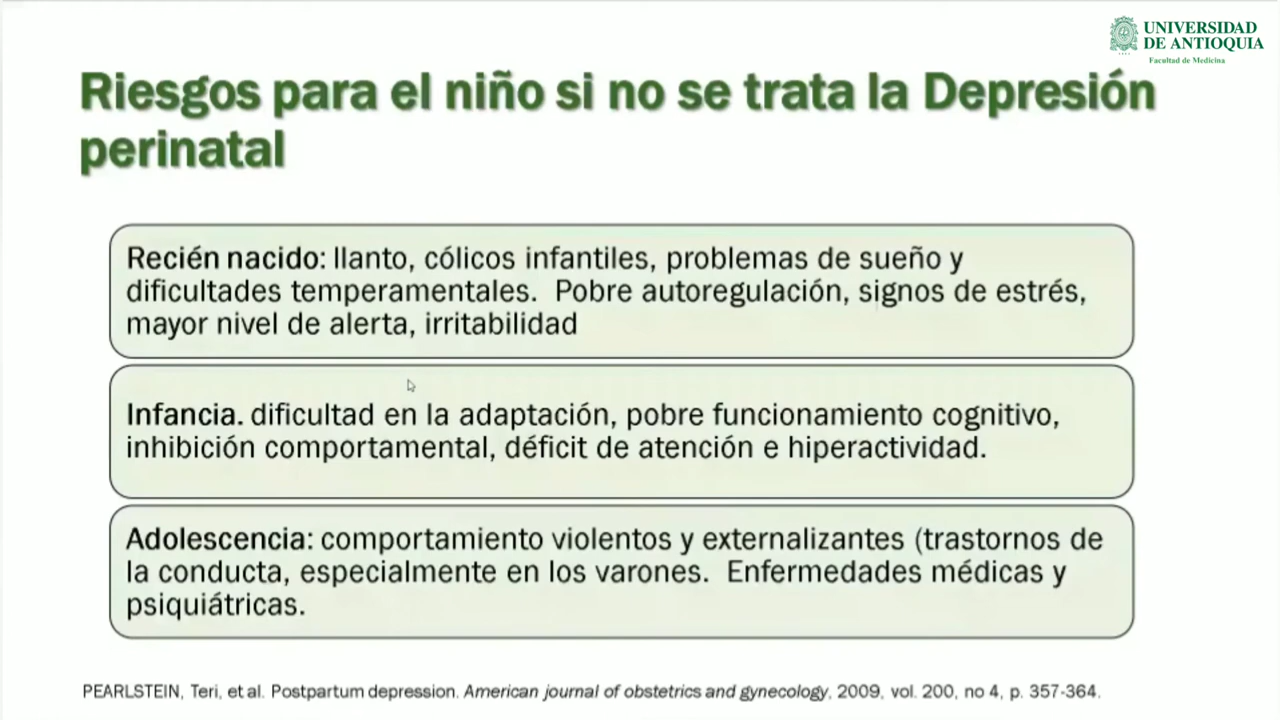 UNIVERSIDAD
DE ANTIOQUIA
Facultad de Medicina
Riesgos para el niño si no se trata la Depresión
perinatal
Recién nacido: llanto, cólicos infantiles, problemas de sueño y
dificultades temperamentales. Pobre autoregulación, signos de estrés,
mayor nivel de alerta, irritabilidad
Infancia. dificultad en la adaptación, pobre funcionamiento cognitivo,
inhibición comportamental, déficit de atención e hiperactividad.
Adolescencia: comportamiento violentos y externalizantes (trastornos de
la conducta, especialmente en los varones. Enfermedades médicas y
psiquiátricas.
PEARLSTEIN, Teri, et al. Postpartum depression. American journal of obstetrics and gynecology, 2009, vol. 200, no 4, p. 357-364.